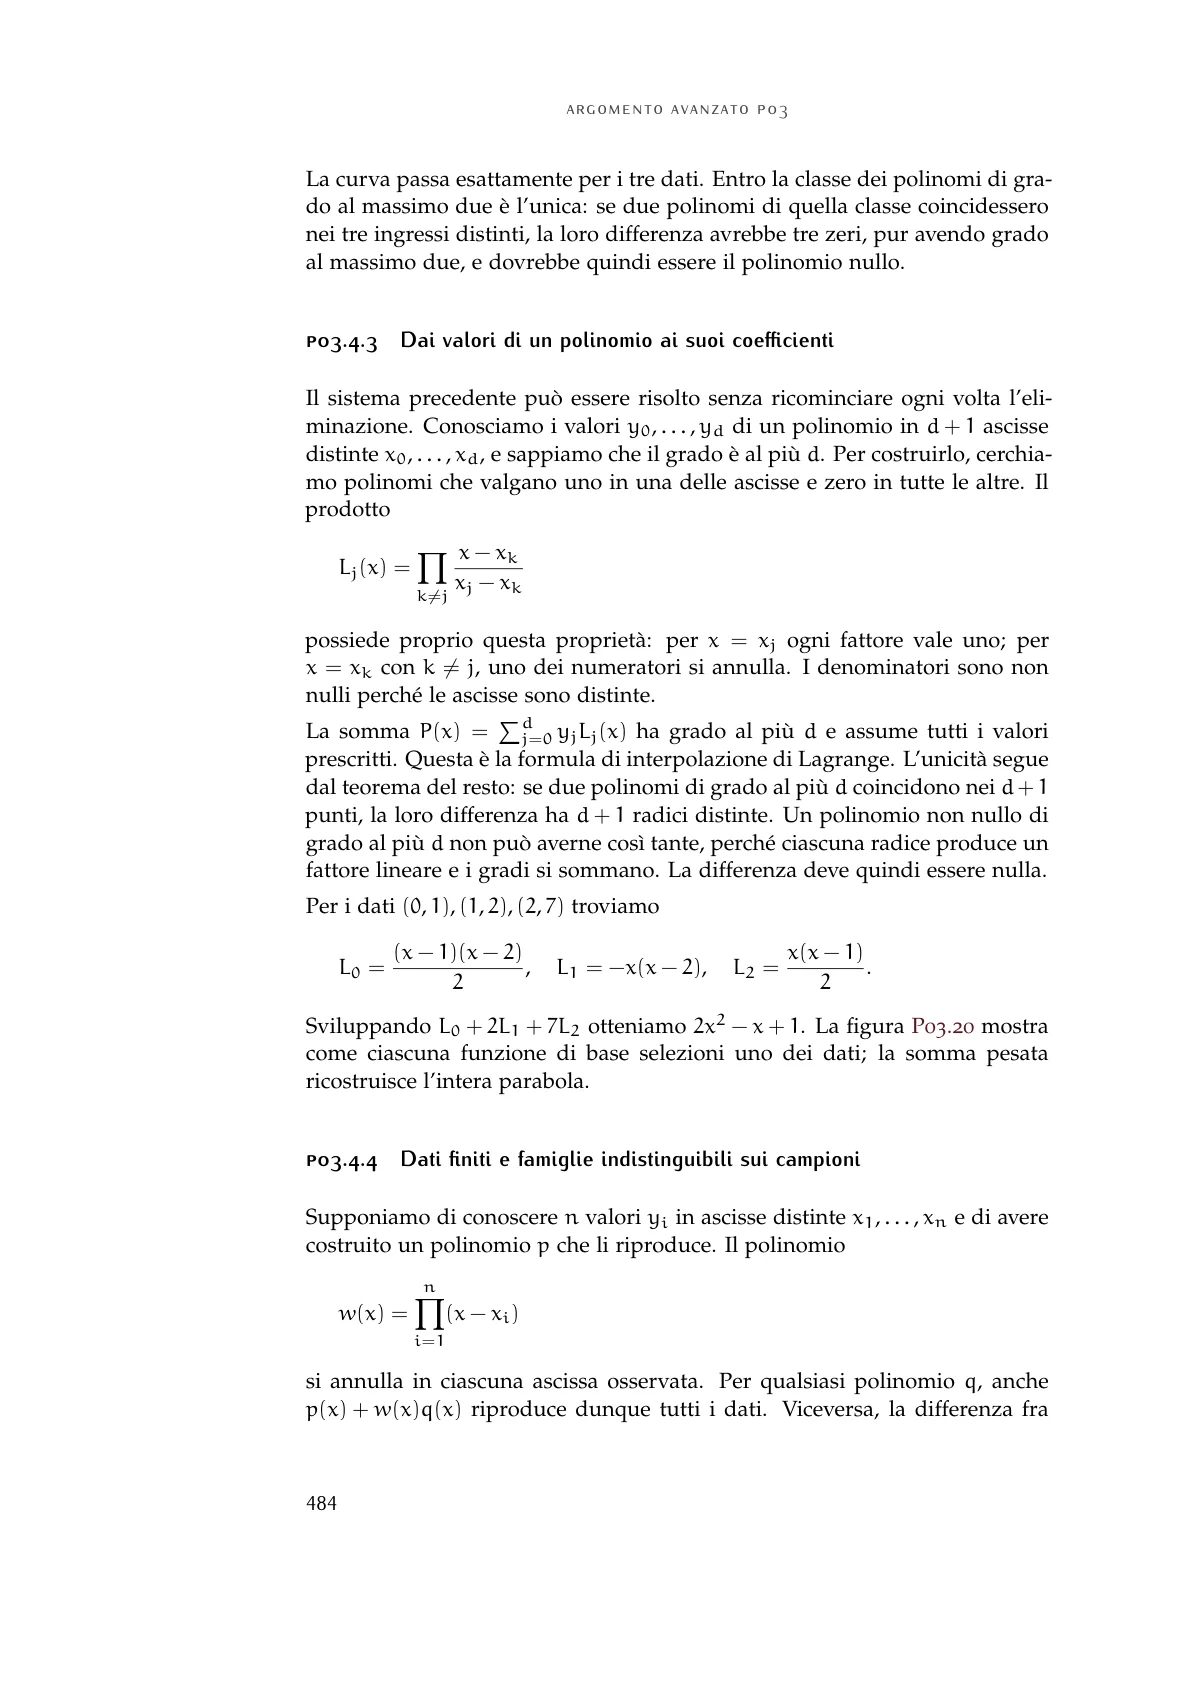 ARGOMENTO AVANZATO P03
La curva passa esattamente per i tre dati. Entro la classe dei polinomi di gra-
do al massimo due è l'unica: se due polinomi di quella classe coincidessero
nei tre ingressi distinti, la loro differenza avrebbe tre zeri, pur avendo grado
al massimo due, e dovrebbe quindi essere il polinomio nullo.
P03.4.3 Dai valori di un polinomio ai suoi coefficienti
Il sistema precedente può essere risolto senza ricominciare ogni volta l'eli-
minazione. Conosciamo i valori y₀, . . . , y_d di un polinomio in d + 1 ascisse
distinte x₀, . . . , x_d, e sappiamo che il grado è al più d. Per costruirlo, cerchia-
mo polinomi che valgano uno in una delle ascisse e zero in tutte le altre. Il
prodotto
L_j(x) = ∏_{k≠j} (x − x_k)/(x_j − x_k)
possiede proprio questa proprietà: per x = x_j ogni fattore vale uno; per
x = x_k con k ≠ j, uno dei numeratori si annulla. I denominatori sono non
nulli perché le ascisse sono distinte.
La somma P(x) = ∑_{j=0}^{d} y_j L_j(x) ha grado al più d e assume tutti i valori
prescritti. Questa è la formula di interpolazione di Lagrange. L'unicità segue
dal teorema del resto: se due polinomi di grado al più d coincidono nei d + 1
punti, la loro differenza ha d + 1 radici distinte. Un polinomio non nullo di
grado al più d non può averne così tante, perché ciascuna radice produce un
fattore lineare e i gradi si sommano. La differenza deve quindi essere nulla.
Per i dati (0, 1), (1, 2), (2, 7) troviamo
L₀ = (x − 1)(x − 2)/2, L₁ = −x(x − 2), L₂ = x(x − 1)/2.
Sviluppando L₀ + 2L₁ + 7L₂ otteniamo 2x² − x + 1. La figura P03.20 mostra
come ciascuna funzione di base selezioni uno dei dati; la somma pesata
ricostruisce l'intera parabola.
P03.4.4 Dati finiti e famiglie indistinguibili sui campioni
Supponiamo di conoscere n valori y_i in ascisse distinte x₁, . . . , x_n e di avere
costruito un polinomio p che li riproduce. Il polinomio
w(x) = ∏_{i=1}^{n} (x − x_i)
si annulla in ciascuna ascissa osservata. Per qualsiasi polinomio q, anche
p(x) + w(x)q(x) riproduce dunque tutti i dati. Viceversa, la differenza fra
484